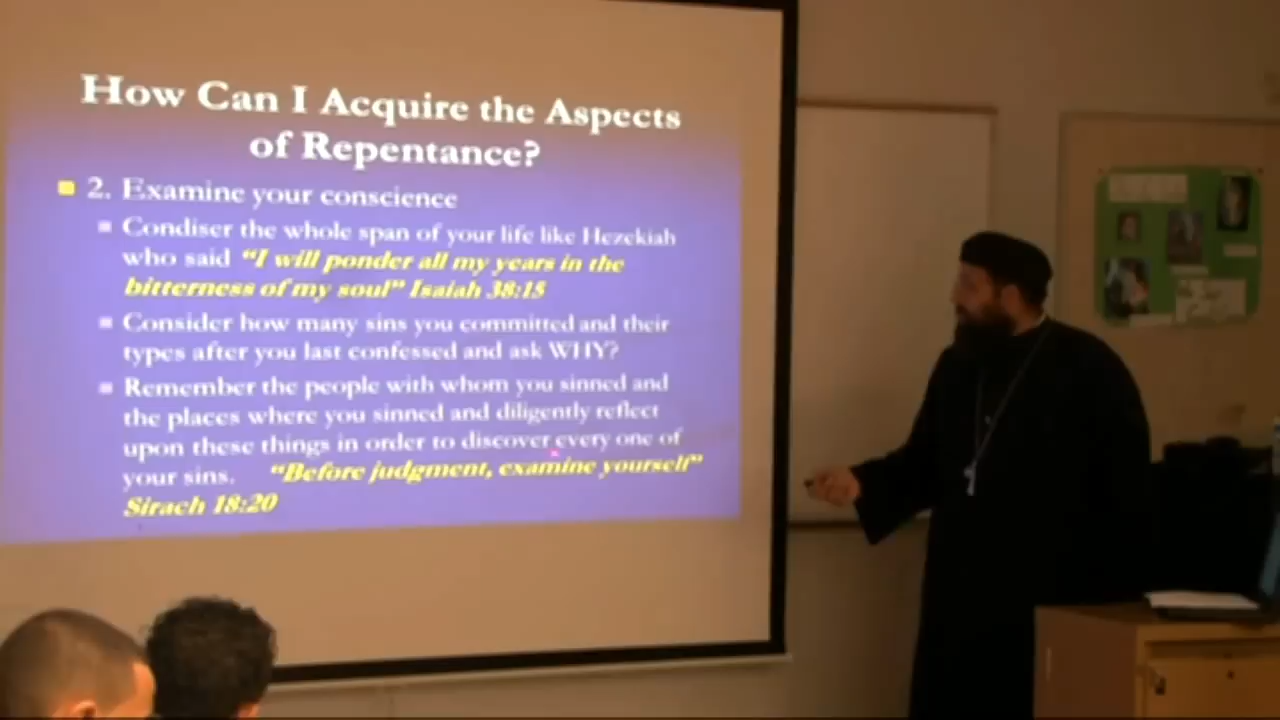 How Can I Acquire the Aspects
of Repentance?
2. Examine your conscience
Condiser the whole span of your life like Hezekiah
who said "I will ponder all my years in the
bitterness of my soul" Isaiah 38:15
Consider how many sins you committed and their
types after you last confessed and ask WHY?
Remember the people with whom you sinned and
the places where you sinned and diligently reflect
upon these things in order to discover every one of
your sins. "Before judgment, examine yourself"
Sirach 18:20